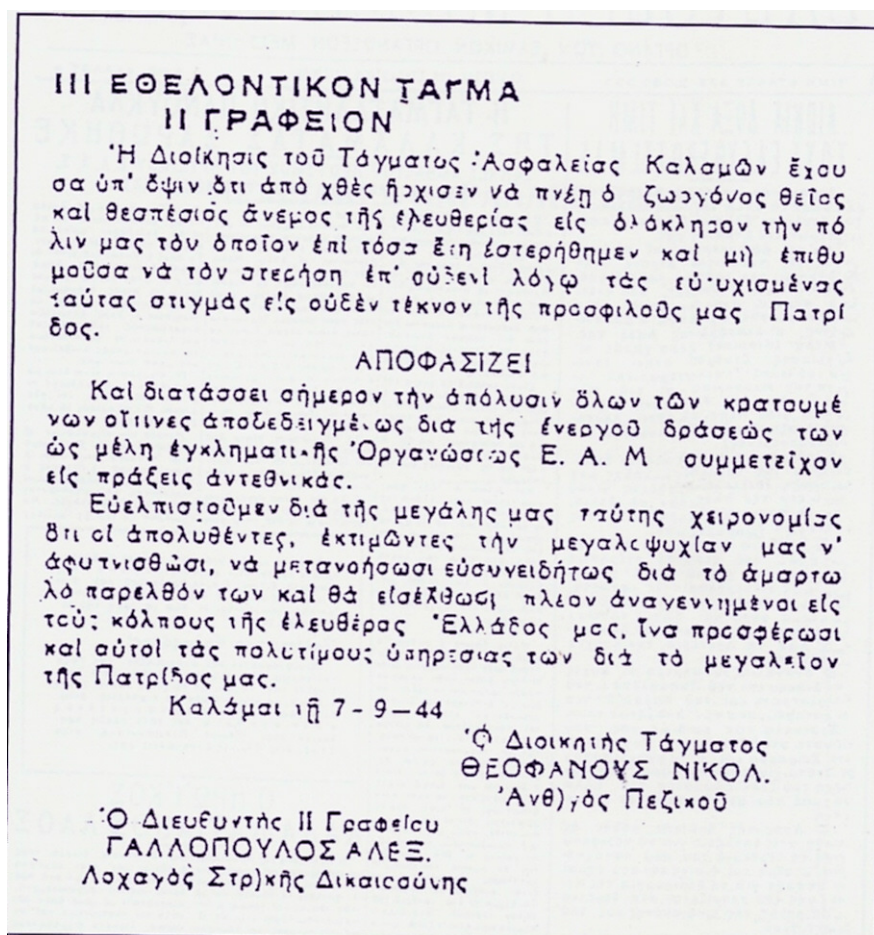 ΙΙΙ ΕΘΕΛΟΝΤΙΚΟΝ ΤΑΓΜΑ
ΙΙ ΓΡΑΦΕΙΟΝ
Ἡ Διοίκησις τοῦ Τάγματος Ἀσφαλείας Καλαμῶν ἔχου
σα ὑπ' ὄψιν ὅτι ἀπὸ χθὲς ἤρχισεν νὰ πνέῃ ὁ ζωογόνος θεῖος
καὶ θεσπέσιος ἄνεμος τῆς ἐλευθερίας εἰς ὁλόκληρον τὴν πό
λιν μας τὸν ὁποῖον ἐπὶ τόσα ἔτη ἐστερήθημεν καὶ μὴ ἐπιθυ
μοῦσα νὰ τὸν στερήσῃ ἐπ' οὐδενὶ λόγῳ τὰς εὐτυχισμένας
ταύτας στιγμὰς εἰς οὐδὲν τέκνον τῆς προσφιλοῦς μας Πατρί
δος.
ΑΠΟΦΑΣΙΖΕΙ
Καὶ διατάσσει σήμερον τὴν ἀπόλυσιν ὅλων τῶν κρατουμέ
νων οἵτινες ἀποδεδειγμένως διὰ τῆς ἐνεργοῦ δράσεώς των
ὡς μέλη ἐγκληματικῆς Ὀργανώσεως Ε. Α. Μ συμμετεῖχον
εἰς πράξεις ἀντεθνικάς.
Εὐελπιστοῦμεν διὰ τῆς μεγάλης μας ταύτης χειρονομίας
ὅτι οἱ ἀπολυθέντες, ἐκτιμῶντες τὴν μεγαλοψυχίαν μας ν'
ἀφυπνισθῶσι, νὰ μετανοήσωσι εὐσυνειδήτως διὰ τὸ ἁμαρτω
λὸ παρελθόν των καὶ θὰ εἰσέλθωσι πλέον ἀναγεννημένοι εἰς
τοὺς κόλπους τῆς ἐλευθέρας Ἑλλάδος μας, ἵνα προσφέρωσι
καὶ αὐτοὶ τὰς πολυτίμους ὑπηρεσίας των διὰ τὸ μεγαλεῖον
τῆς Πατρίδος μας.
Καλάμαι τῇ 7-9-44
Ὁ Διοικητὴς Τάγματος
ΘΕΟΦΑΝΟΥΣ ΝΙΚΟΛ.
Ἀνθ)γὸς Πεζικοῦ
Ὁ Διευθυντὴς ΙΙ Γραφείου
ΓΑΛΛΟΠΟΥΛΟΣ ΑΛΕΞ.
Λοχαγὸς Στρ)κῆς Δικαιοσύνης